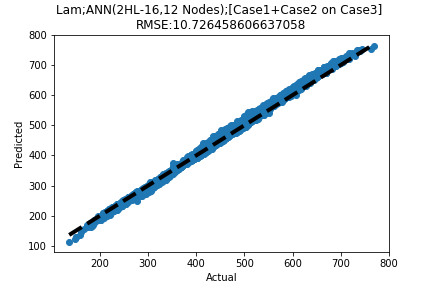 Lam;ANN(2HL-16,12 Nodes);[Case1+Case2 on Case3]
RMSE:10.726458606637058
800
700
600
500
400
300
200
100
Predicted
200 300 400 500 600 700 800
Actual